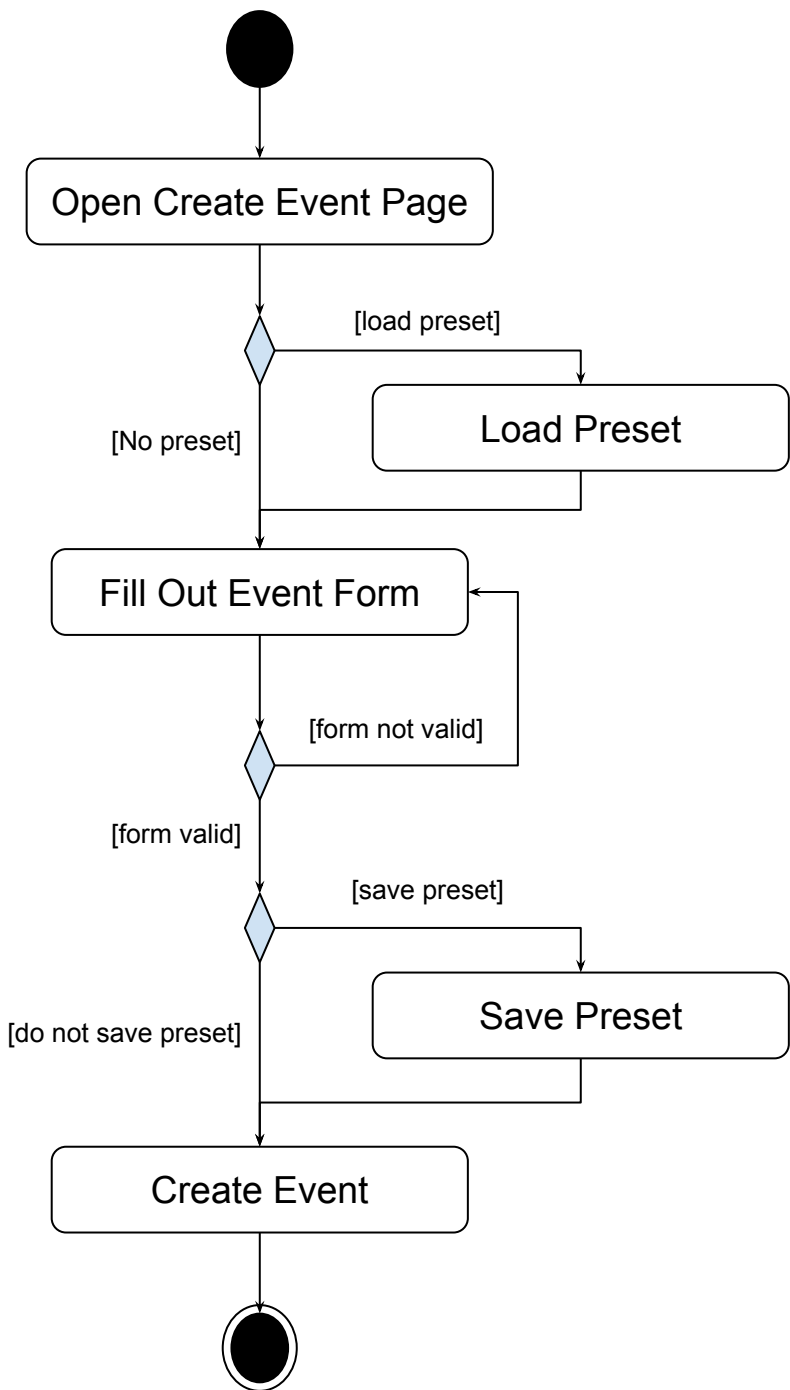 Open Create Event Page
[load preset]
Load Preset
[No preset]
Fill Out Event Form
[form not valid]
[form valid]
[save preset]
Save Preset
[do not save preset]
Create Event